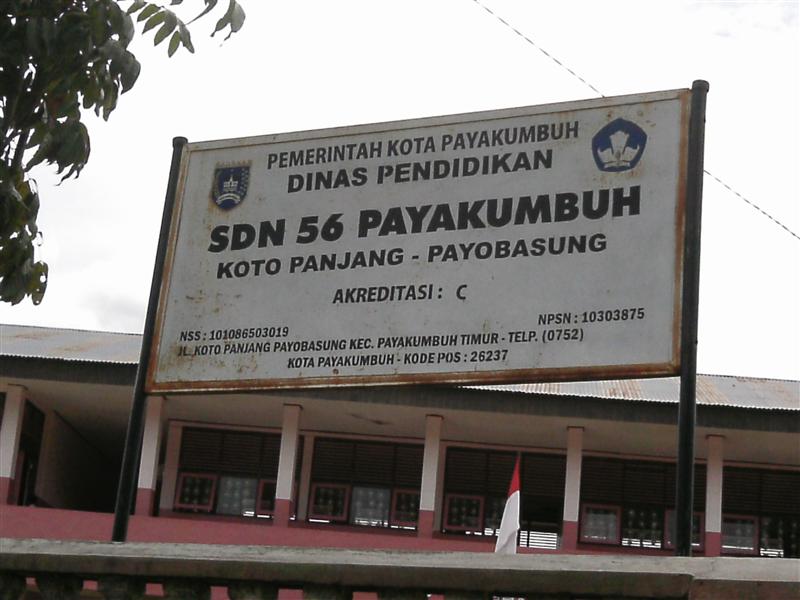 PEMERINTAH KOTA PAYAKUMBUH
DINAS PENDIDIKAN
SDN 56 PAYAKUMBUH
KOTO PANJANG - PAYOBASUNG
AKREDITASI : C
NSS : 101086503019 NPSN : 10303875
JL. KOTO PANJANG PAYOBASUNG KEC. PAYAKUMBUH TIMUR - TELP. (0752)
KOTA PAYAKUMBUH - KODE POS : 26237